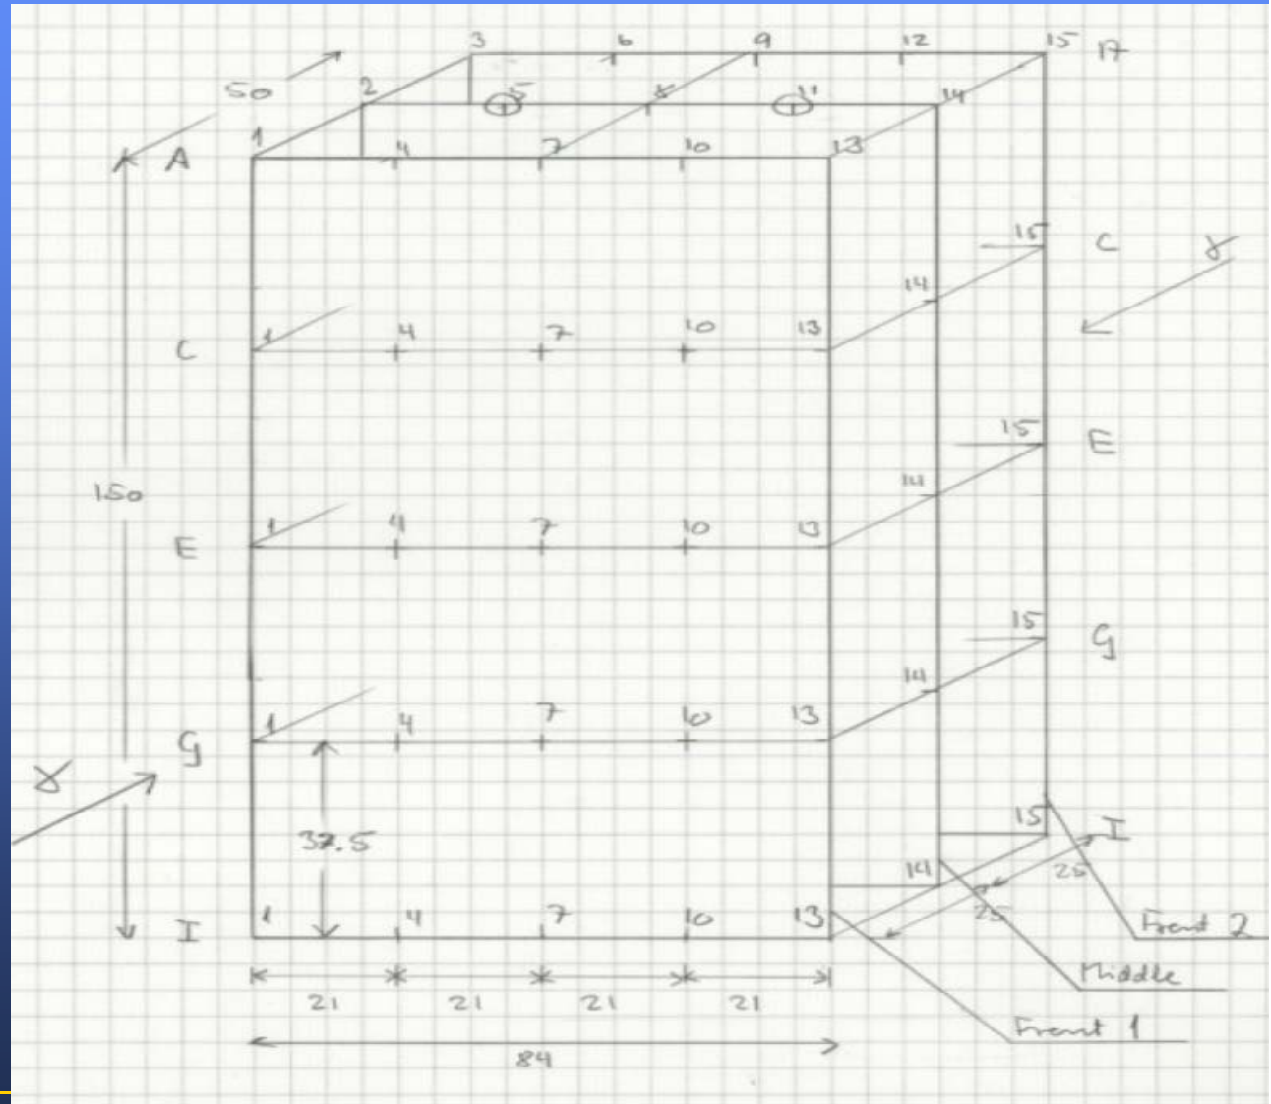 3 6 9 12 15 A
50 2 5 8 11 14
A 1 4 7 10 13
15 C
γ
14
C 1 4 7 10 13
15 E
14
150
E 1 4 7 10 13
15 G
14
G 1 4 7 10 13
γ
15 I
32.5
14 25
25
I 1 4 7 10 13
Front 2
Middle
21 21 21 21
Front 1
84